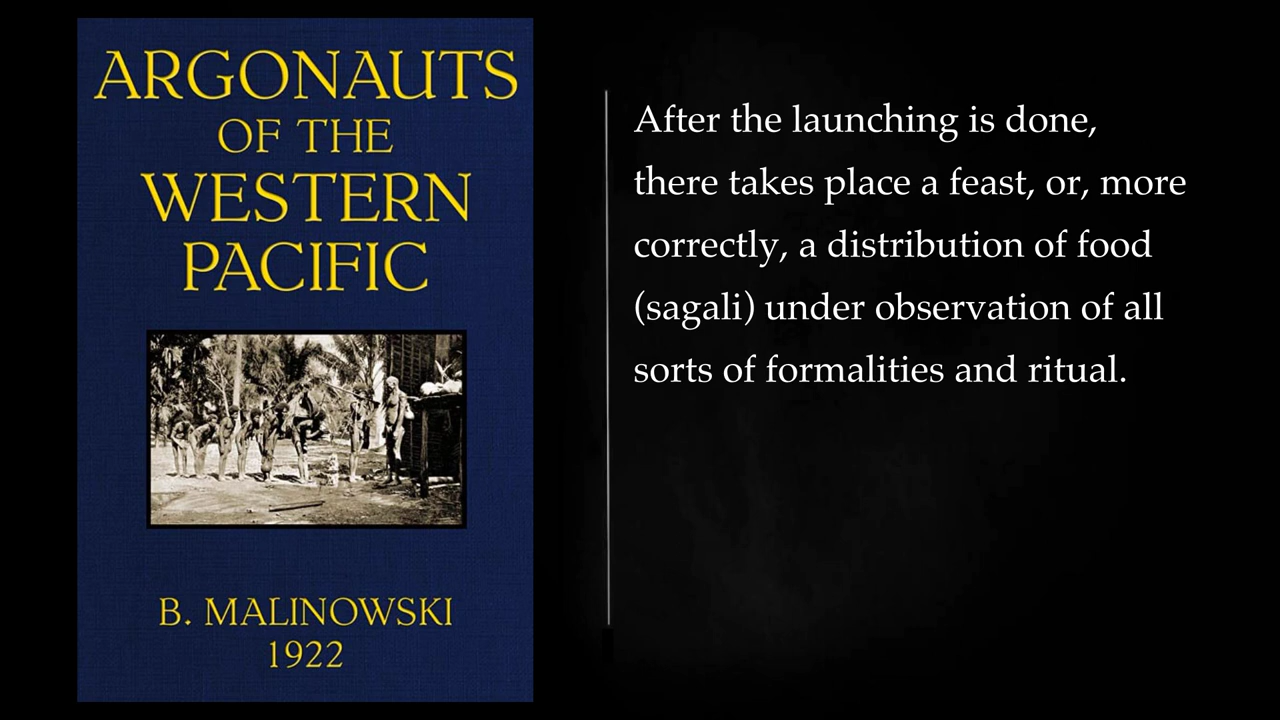 ARGONAUTS
OF THE
WESTERN
PACIFIC
B. MALINOWSKI
1922
After the launching is done,
there takes place a feast, or, more
correctly, a distribution of food
(sagali) under observation of all
sorts of formalities and ritual.